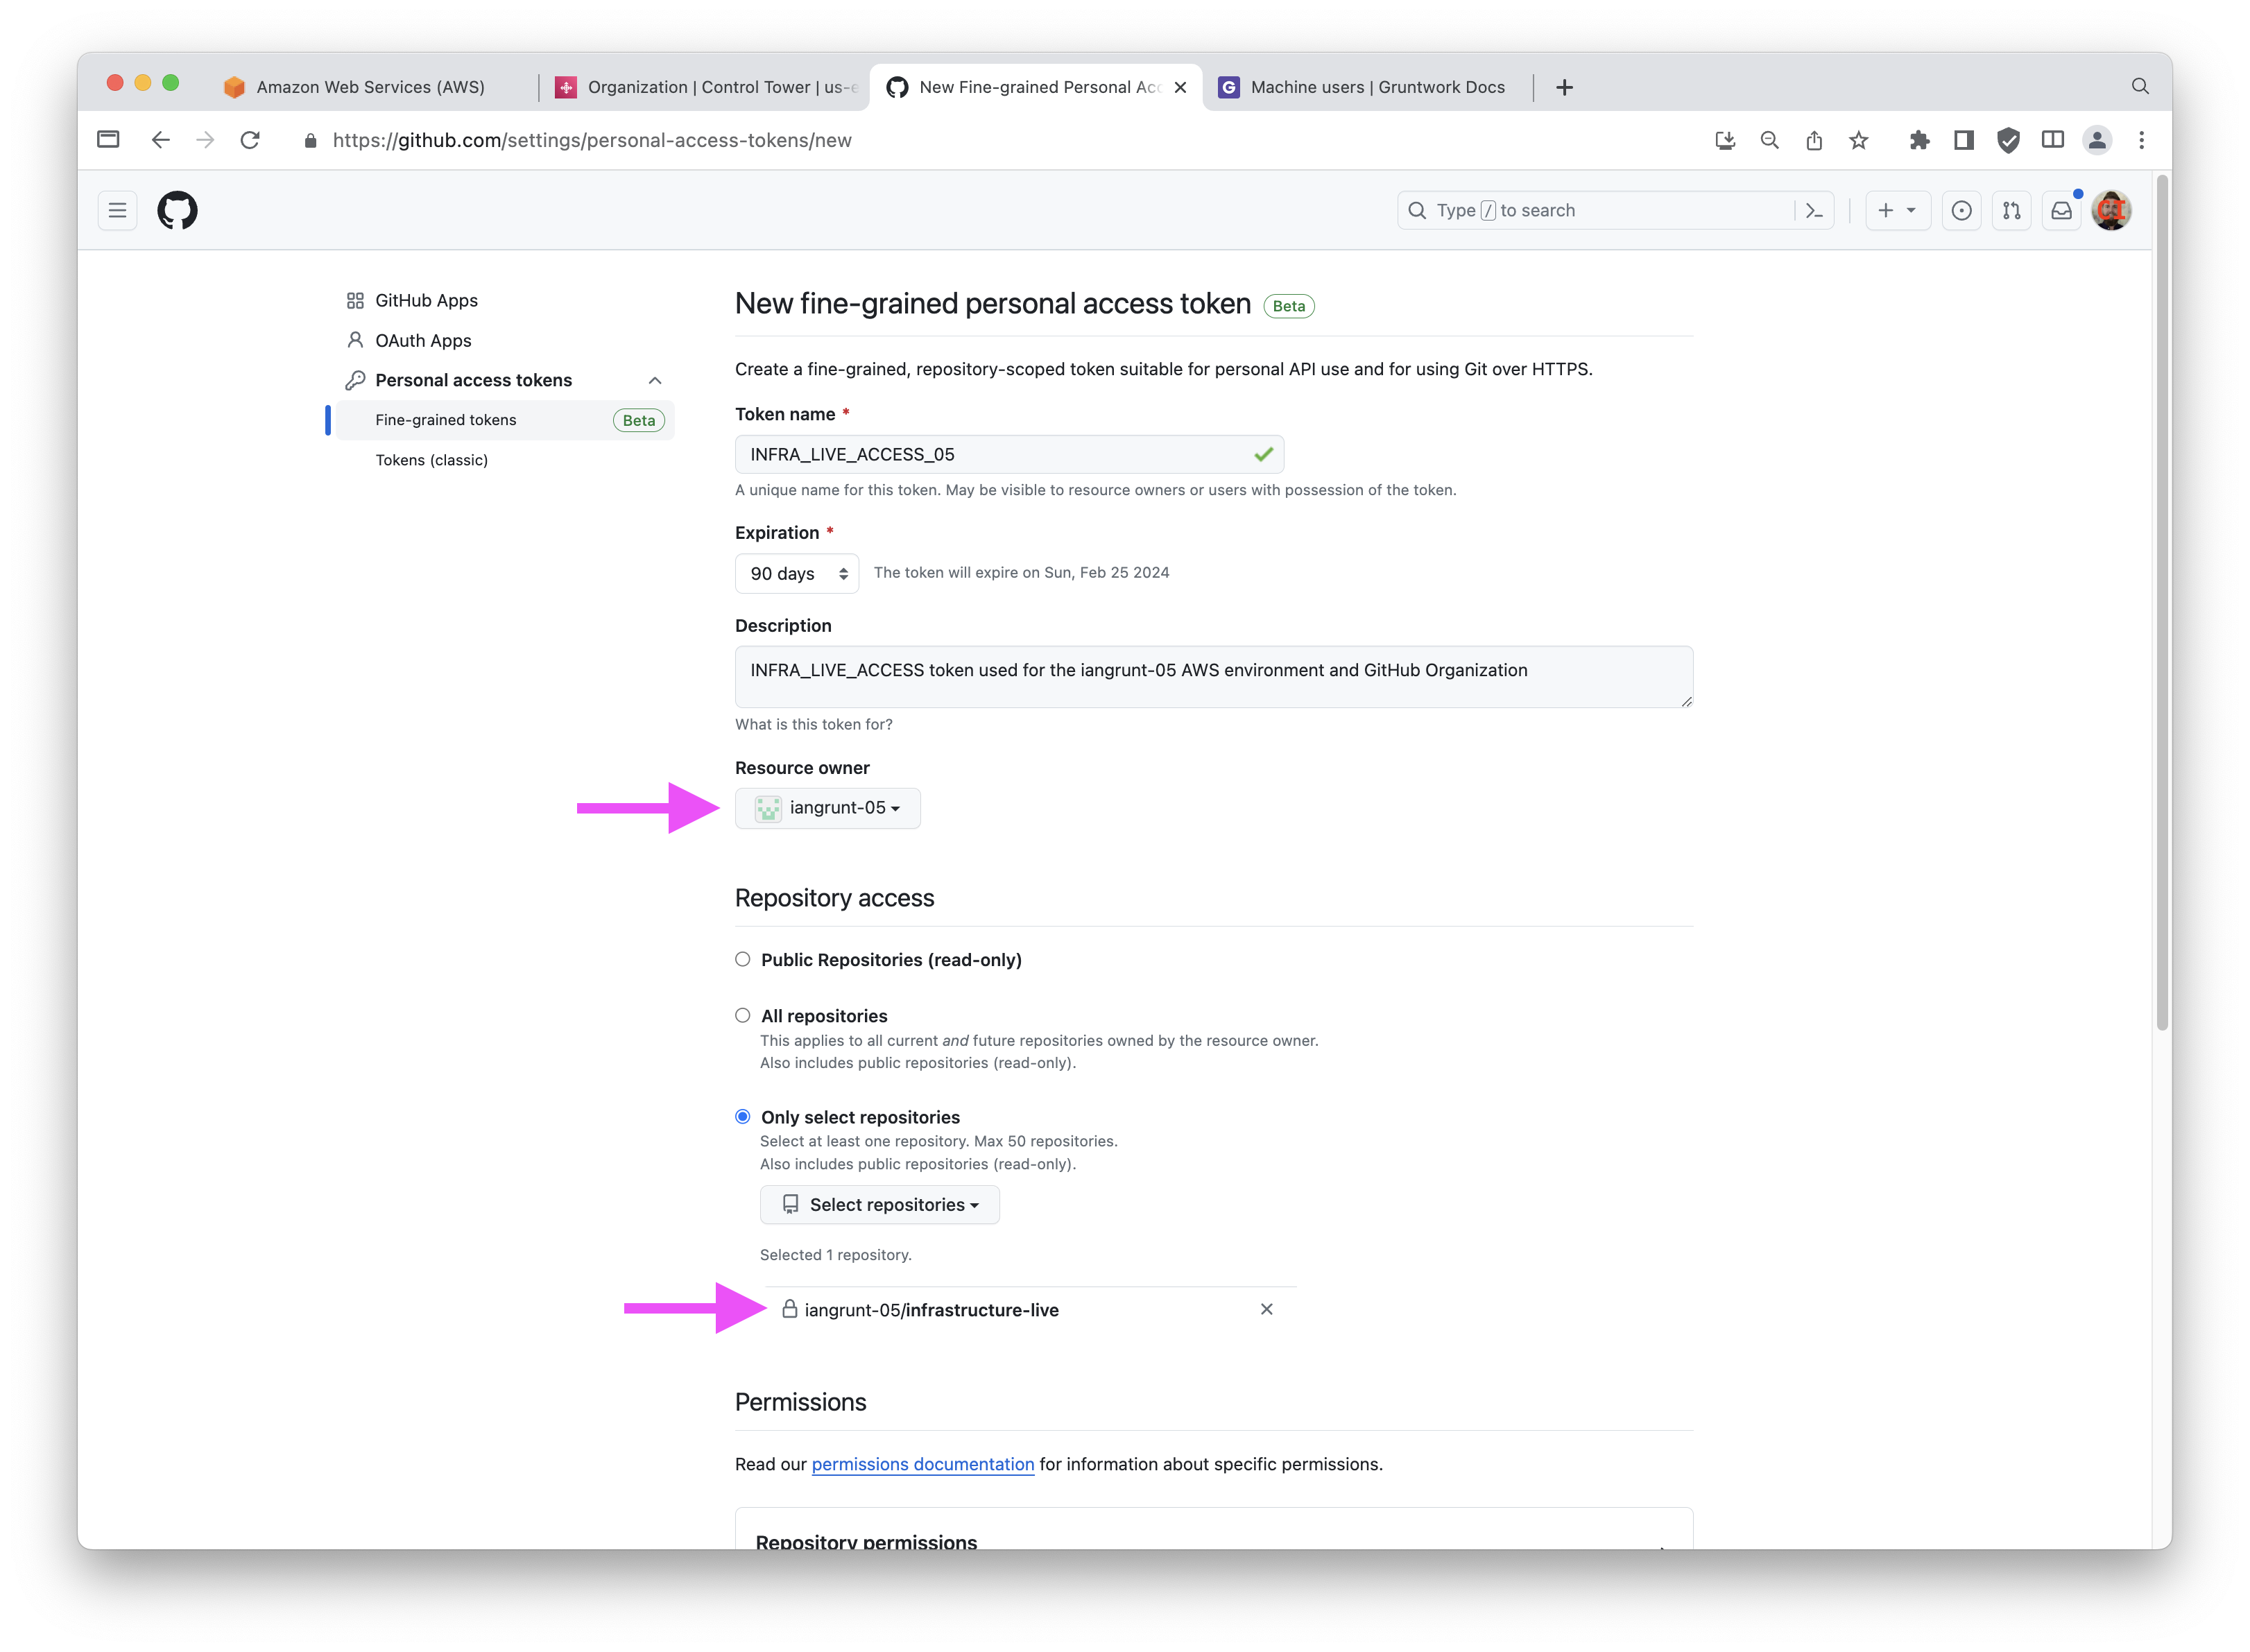 Amazon Web Services (AWS)
Organization | Control Tower | us-e
New Fine-grained Personal Acc
Machine users | Gruntwork Docs
https://github.com/settings/personal-access-tokens/new
Type / to search
GitHub Apps
OAuth Apps
Personal access tokens
Fine-grained tokens
Beta
Tokens (classic)
New fine-grained personal access token Beta
Create a fine-grained, repository-scoped token suitable for personal API use and for using Git over HTTPS.
Token name *
INFRA_LIVE_ACCESS_05
A unique name for this token. May be visible to resource owners or users with possession of the token.
Expiration *
90 days
The token will expire on Sun, Feb 25 2024
Description
INFRA_LIVE_ACCESS token used for the iangrunt-05 AWS environment and GitHub Organization
What is this token for?
Resource owner
iangrunt-05
Repository access
Public Repositories (read-only)
All repositories
This applies to all current and future repositories owned by the resource owner.
Also includes public repositories (read-only).
Only select repositories
Select at least one repository. Max 50 repositories.
Also includes public repositories (read-only).
Select repositories
Selected 1 repository.
iangrunt-05/infrastructure-live
Permissions
Read our permissions documentation for information about specific permissions.
Repository permissions